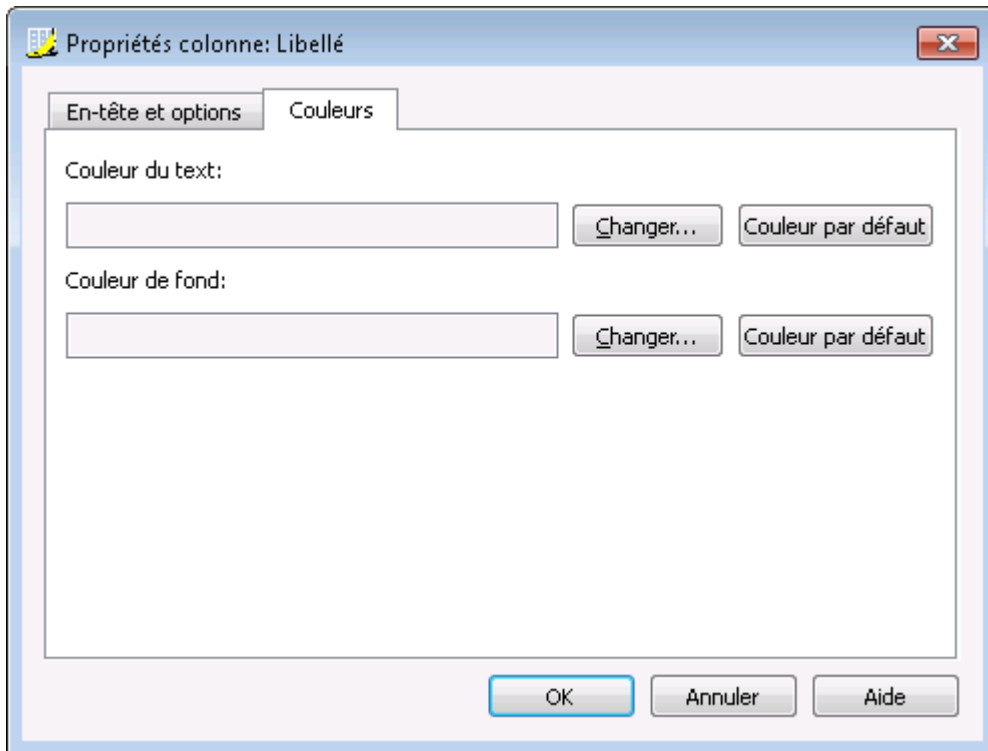 Propriétés colonne: Libellé
En-tête et options Couleurs
Couleur du text:
Changer... Couleur par défaut
Couleur de fond:
Changer... Couleur par défaut
OK Annuler Aide